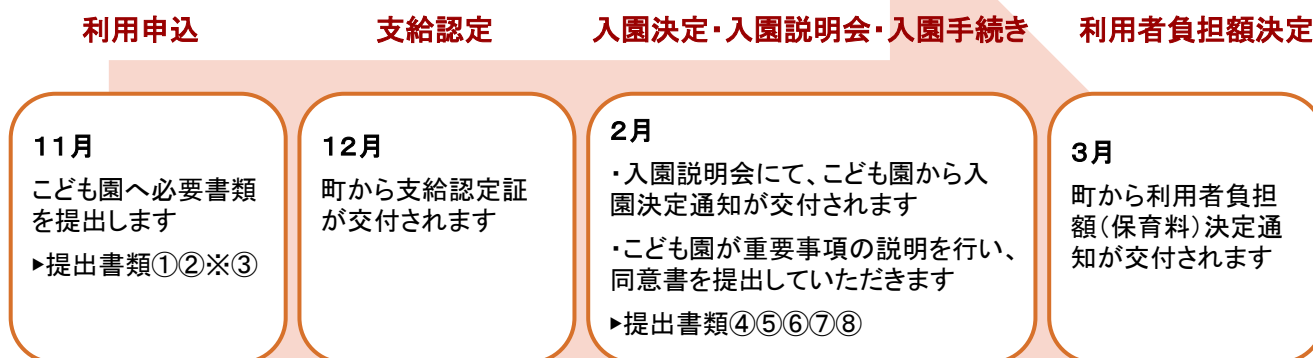 利用申込
支給認定
入園決定・入園説明会・入園手続き
利用者負担額決定
11月
こども園へ必要書類
を提出します
▶提出書類①②※③
12月
町から支給認定証
が交付されます
2月
・入園説明会にて、こども園から入
園決定通知が交付されます
・こども園が重要事項の説明を行い、
同意書を提出していただきます
▶提出書類④⑤⑥⑦⑧
3月
町から利用者負担
額（保育料）決定通
知が交付されます